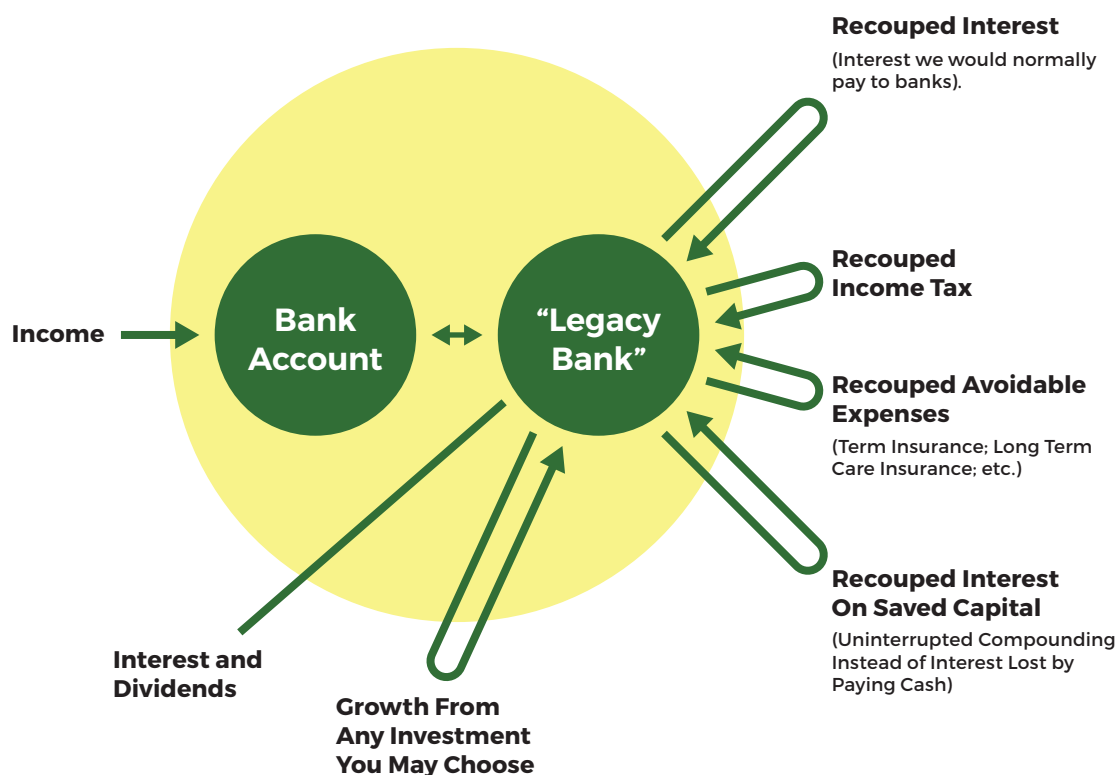 Recouped Interest
(Interest we would normally
pay to banks).
Income
Bank
Account
“Legacy
Bank”
Recouped
Income Tax
Recouped Avoidable
Expenses
(Term Insurance; Long Term
Care Insurance; etc.)
Recouped Interest
On Saved Capital
(Uninterrupted Compounding
Instead of Interest Lost by
Paying Cash)
Interest and
Dividends
Growth From
Any Investment
You May Choose